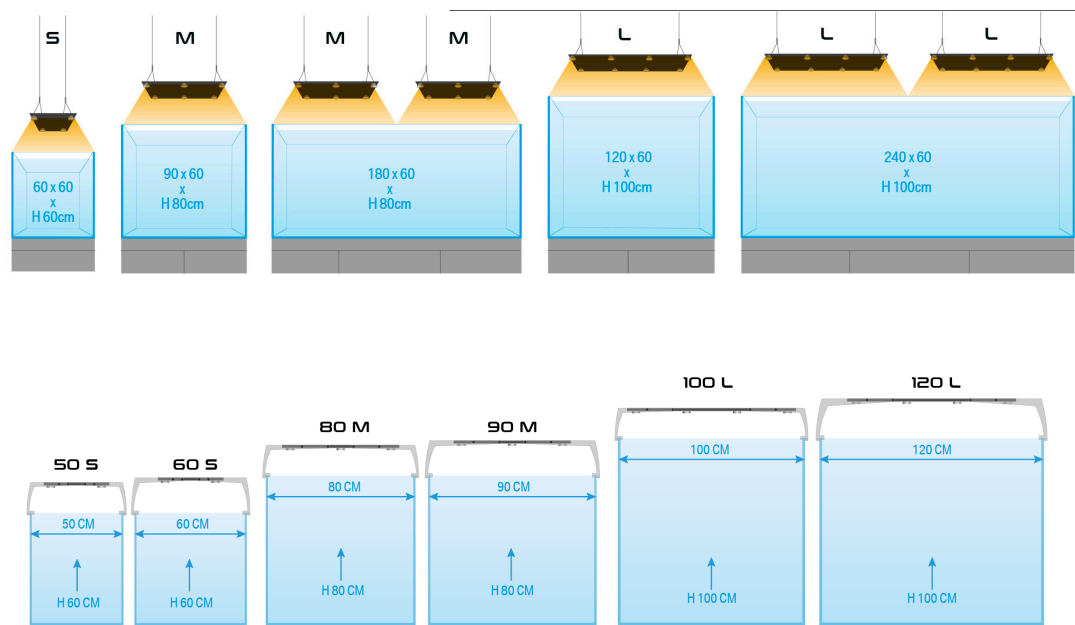 S
M
M
M
L
L
L
60 x 60
x
H 60cm
90 x 60
x
H 80cm
180 x 60
x
H 80cm
120 x 60
x
H 100cm
240 x 60
x
H 100cm
50 S
60 S
80 M
90 M
100 L
120 L
50 CM
60 CM
80 CM
90 CM
100 CM
120 CM
H 60 CM
H 60 CM
H 80 CM
H 80 CM
H 100 CM
H 100 CM